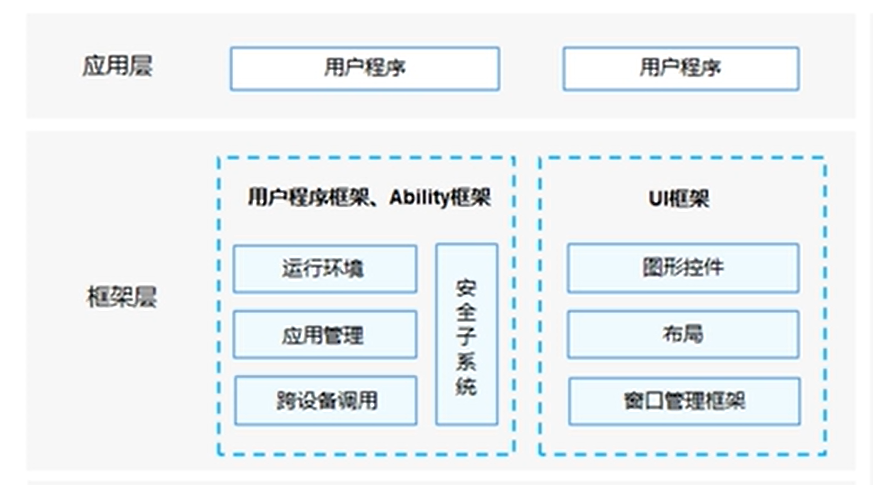 应用层
用户程序
用户程序
框架层
用户程序框架、Ability框架
运行环境
应用管理
跨设备调用
安全子系统
UI框架
图形控件
布局
窗口管理框架